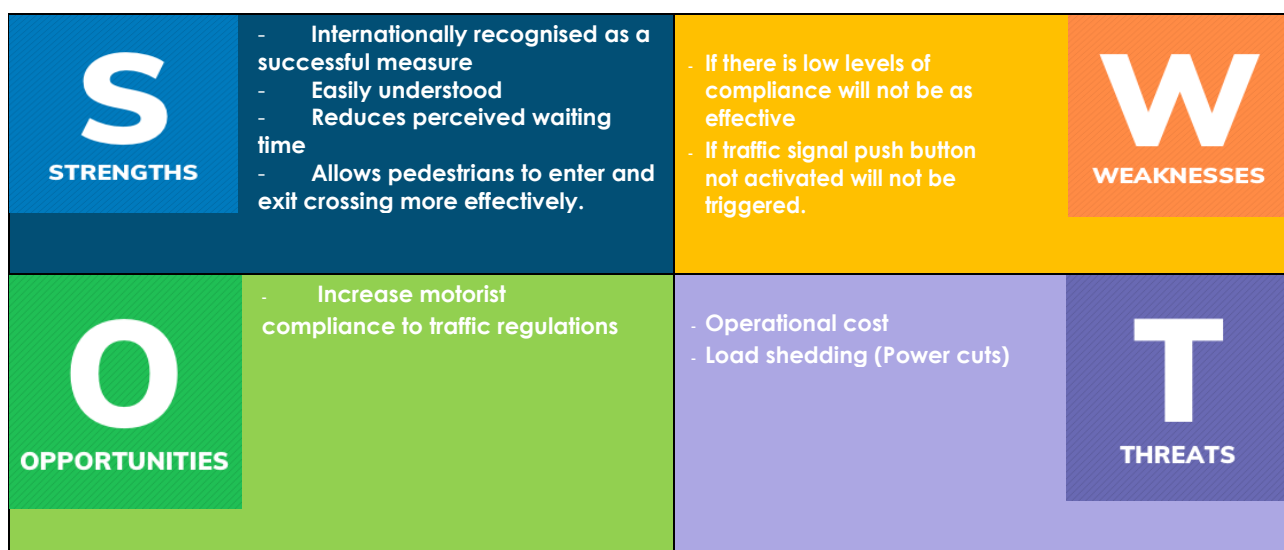 S
STRENGTHS
- Internationally recognised as a
successful measure
- Easily understood
- Reduces perceived waiting
time
- Allows pedestrians to enter and
exit crossing more effectively.
- If there is low levels of
compliance will not be as
effective
- If traffic signal push button
not activated will not be
triggered.
W
WEAKNESSES
O
OPPORTUNITIES
- Increase motorist
compliance to traffic regulations
- Operational cost
- Load shedding (Power cuts)
T
THREATS